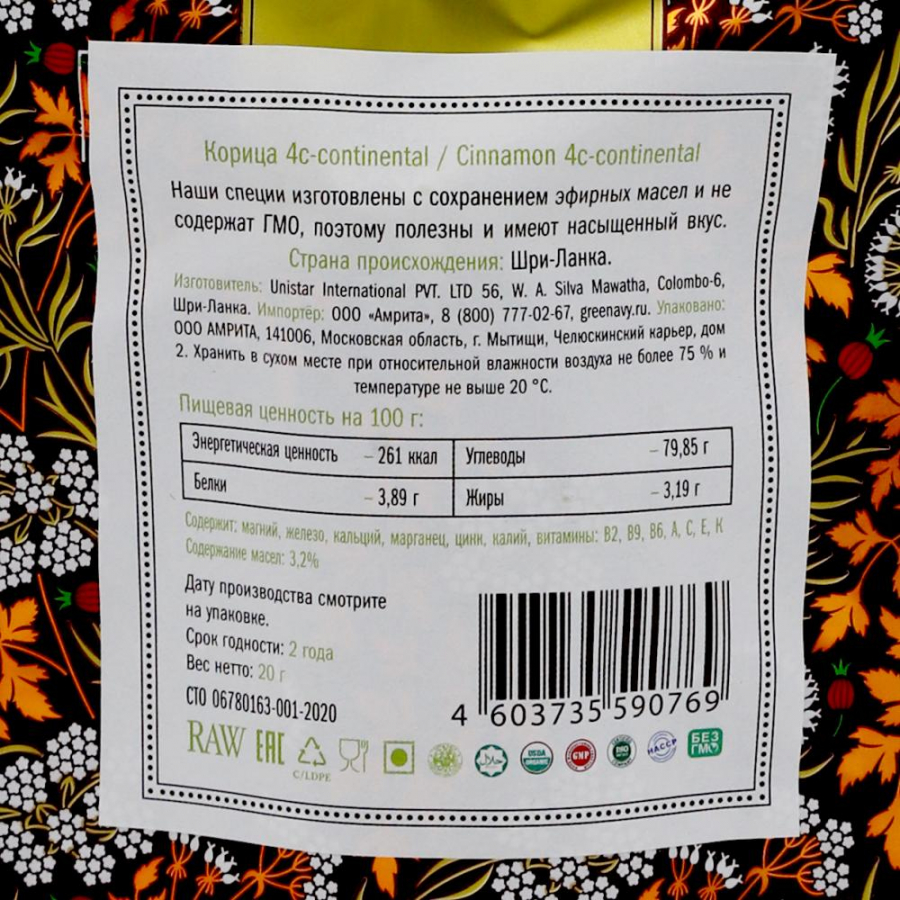 Корица 4c-continental / Cinnamon 4c-continental
Наши специи изготовлены с сохранением эфирных масел и не
содержат ГМО, поэтому полезны и имеют насыщенный вкус.
Страна происхождения: Шри-Ланка.
Изготовитель: Unistar International PVT. LTD 56, W. A. Silva Mawatha, Colombo-6,
Шри-Ланка. Импортёр: ООО «Амрита», 8 (800) 777-02-67, greenavy.ru. Упаковано:
ООО АМРИТА, 141006, Московская область, г. Мытищи, Челюскинский карьер, дом
2. Хранить в сухом месте при относительной влажности воздуха не более 75 % и
температуре не выше 20 °C.
Пищевая ценность на 100 г:
Энергетическая ценность – 261 ккал Углеводы – 79,85 г
Белки – 3,89 г Жиры – 3,19 г
Содержит: магний, железо, кальций, марганец, цинк, калий, витамины: B2, B9, B6, A, C, E, K
Содержание масел: 3,2%
Дату производства смотрите
на упаковке.
Срок годности: 2 года
Вес нетто: 20 г
СТО 06780163-001-2020
4 603735 590769
RAW EAC
C/LDPE
USDA
ORGANIC
GMP
HACCP
БЕЗ
ГМО